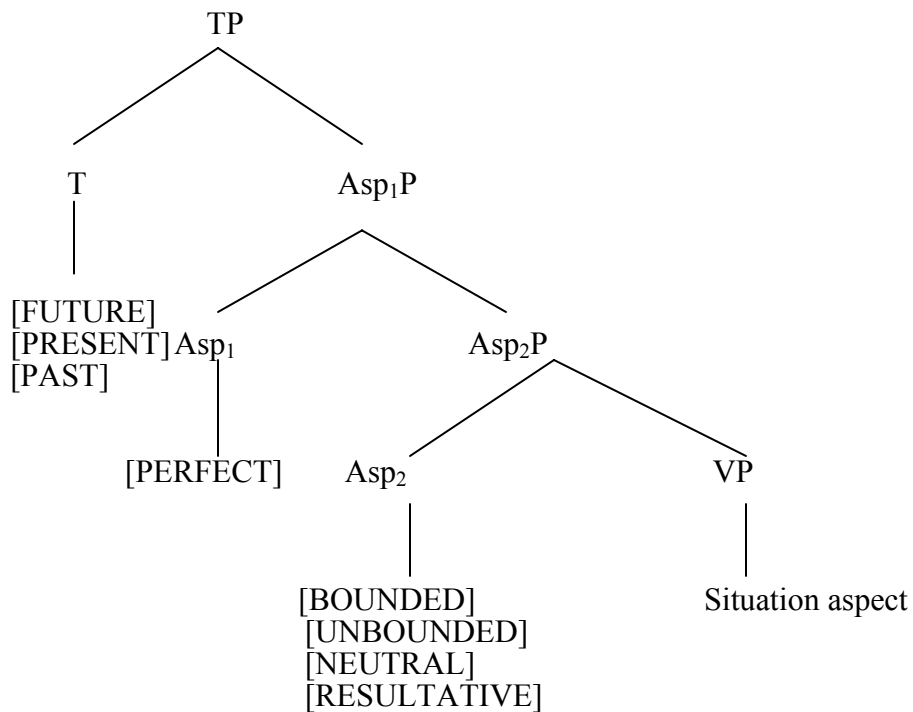 TP
T Asp₁P
[FUTURE]
[PRESENT] Asp₁ Asp₂P
[PAST]
[PERFECT] Asp₂ VP
[BOUNDED] Situation aspect
[UNBOUNDED]
[NEUTRAL]
[RESULTATIVE]